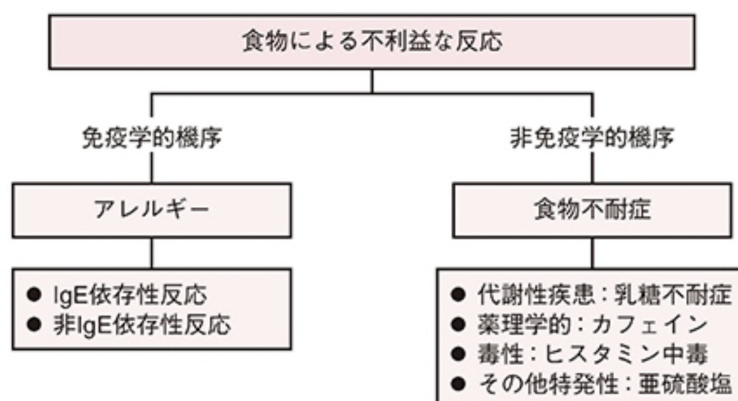 食物による不利益な反応
免疫学的機序
非免疫学的機序
アレルギー
食物不耐症
● IgE依存性反応
● 非IgE依存性反応
● 代謝性疾患：乳糖不耐症
● 薬理学的：カフェイン
● 毒性：ヒスタミン中毒
● その他特発性：亜硫酸塩